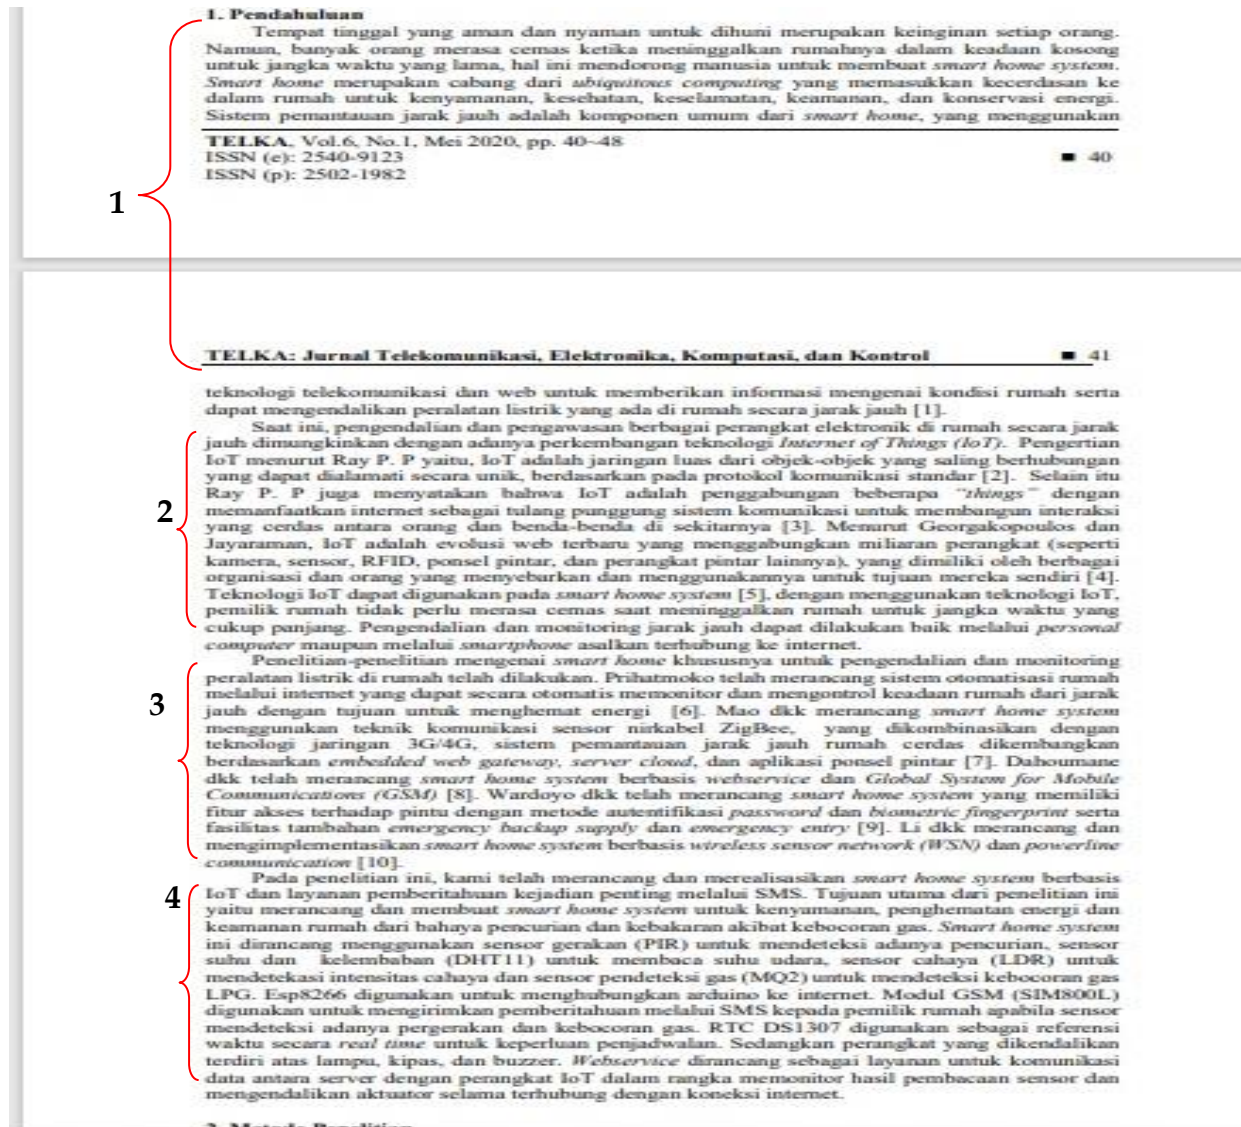 1. Pendahuluan
Tempat tinggal yang aman dan nyaman untuk dihuni merupakan keinginan setiap orang.
Namun, banyak orang merasa cemas ketika meninggalkan rumahnya dalam keadaan kosong
untuk jangka waktu yang lama, hal ini mendorong manusia untuk membuat smart home system.
Smart home merupakan cabang dari ubiquitous computing yang memasukkan kecerdasan ke
dalam rumah untuk kenyamanan, kesehatan, keselamatan, keamanan, dan konservasi energi.
Sistem pemantauan jarak jauh adalah komponen umum dari smart home, yang menggunakan
TELKA, Vol.6, No.1, Mei 2020, pp. 40~48
ISSN (e): 2540-9123
■ 40
ISSN (p): 2502-1982
1
TELKA: Jurnal Telekomunikasi, Elektronika, Komputasi, dan Kontrol ■ 41
teknologi telekomunikasi dan web untuk memberikan informasi mengenai kondisi rumah serta
dapat mengendalikan peralatan listrik yang ada di rumah secara jarak jauh [1].
Saat ini, pengendalian dan pengawasan berbagai perangkat elektronik di rumah secara jarak
jauh dimungkinkan dengan adanya perkembangan teknologi Internet of Things (IoT). Pengertian
IoT menurut Ray P. P yaitu, IoT adalah jaringan luas dari objek-objek yang saling berhubungan
yang dapat dialamati secara unik, berdasarkan pada protokol komunikasi standar [2]. Selain itu
Ray P. P juga menyatakan bahwa IoT adalah penggabungan beberapa "things" dengan
2
memanfaatkan internet sebagai tulang punggung sistem komunikasi untuk membangun interaksi
yang cerdas antara orang dan benda-benda di sekitarnya [3]. Menurut Georgakopoulos dan
Jayaraman, IoT adalah evolusi web terbaru yang menggabungkan miliaran perangkat (seperti
kamera, sensor, RFID, ponsel pintar, dan perangkat pintar lainnya), yang dimiliki oleh berbagai
organisasi dan orang yang menyebarkan dan menggunakannya untuk tujuan mereka sendiri [4].
Teknologi IoT dapat digunakan pada smart home system [5], dengan menggunakan teknologi IoT,
pemilik rumah tidak perlu merasa cemas saat meninggalkan rumah untuk jangka waktu yang
cukup panjang. Pengendalian dan monitoring jarak jauh dapat dilakukan baik melalui personal
computer maupun melalui smartphone asalkan terhubung ke internet.
Penelitian-penelitian mengenai smart home khususnya untuk pengendalian dan monitoring
peralatan listrik di rumah telah dilakukan. Prihatmoko telah merancang sistem otomatisasi rumah
melalui internet yang dapat secara otomatis memonitor dan mengontrol keadaan rumah dari jarak
3
jauh dengan tujuan untuk menghemat energi [6]. Mao dkk merancang smart home system
menggunakan teknik komunikasi sensor nirkabel ZigBee, yang dikombinasikan dengan
teknologi jaringan 3G/4G, sistem pemantauan jarak jauh rumah cerdas dikembangkan
berdasarkan embedded web gateway, server cloud, dan aplikasi ponsel pintar [7]. Dahoumane
dkk telah merancang smart home system berbasis webservice dan Global System for Mobile
Communications (GSM) [8]. Wardoyo dkk telah merancang smart home system yang memiliki
fitur akses terhadap pintu dengan metode autentifikasi password dan biometric fingerprint serta
fasilitas tambahan emergency backup supply dan emergency entry [9]. Li dkk merancang dan
mengimplementasikan smart home system berbasis wireless sensor network (WSN) dan powerline
communication [10].
Pada penelitian ini, kami telah merancang dan merealisasikan smart home system berbasis
4
IoT dan layanan pemberitahuan kejadian penting melalui SMS. Tujuan utama dari penelitian ini
yaitu merancang dan membuat smart home system untuk kenyamanan, penghematan energi dan
keamanan rumah dari bahaya pencurian dan kebakaran akibat kebocoran gas. Smart home system
ini dirancang menggunakan sensor gerakan (PIR) untuk mendeteksi adanya pencurian, sensor
suhu dan kelembaban (DHT11) untuk membaca suhu udara, sensor cahaya (LDR) untuk
mendetekasi intensitas cahaya dan sensor pendeteksi gas (MQ2) untuk mendeteksi kebocoran gas
LPG. Esp8266 digunakan untuk menghubungkan arduino ke internet. Modul GSM (SIM800L)
digunakan untuk mengirimkan pemberitahuan melalui SMS kepada pemilik rumah apabila sensor
mendeteksi adanya pergerakan dan kebocoran gas. RTC DS1307 digunakan sebagai referensi
waktu secara real time untuk keperluan penjadwalan. Sedangkan perangkat yang dikendalikan
terdiri atas lampu, kipas, dan buzzer. Webservice dirancang sebagai layanan untuk komunikasi
data antara server dengan perangkat IoT dalam rangka memonitor hasil pembacaan sensor dan
mengendalikan aktuator selama terhubung dengan koneksi internet.
2. Metode Penelitian